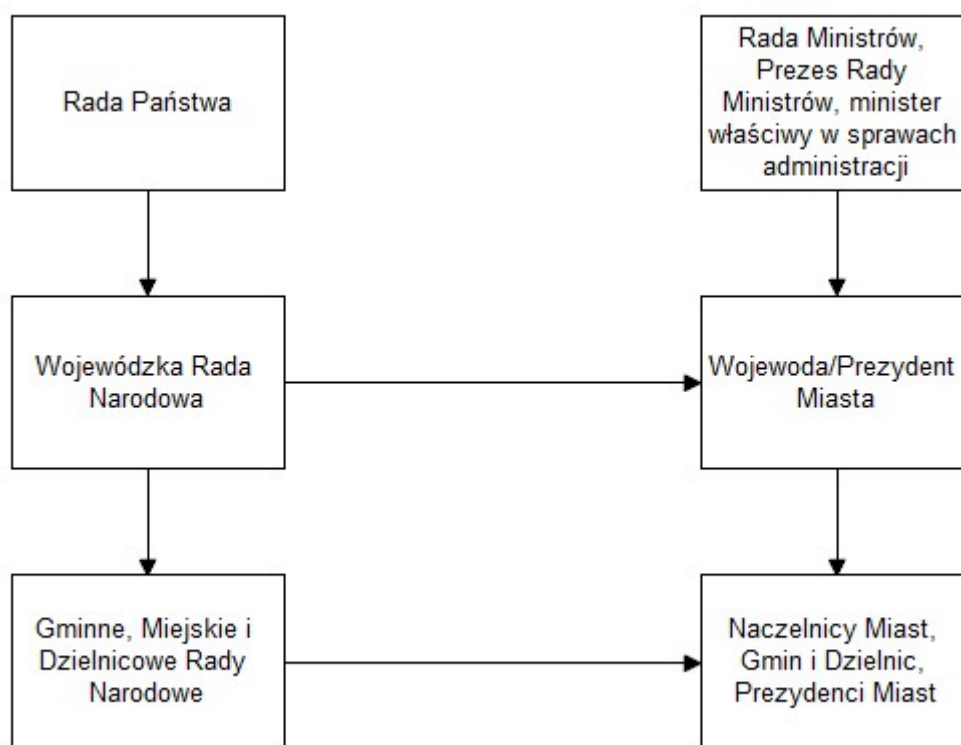 Rada Państwa
Rada Ministrów,
Prezes Rady
Ministrów, minister
właściwy w sprawach
administracji
Wojewódzka Rada
Narodowa
Wojewoda/Prezydent
Miasta
Gminne, Miejskie i
Dzielnicowe Rady
Narodowe
Naczelnicy Miast,
Gmin i Dzielnic,
Prezydenci Miast